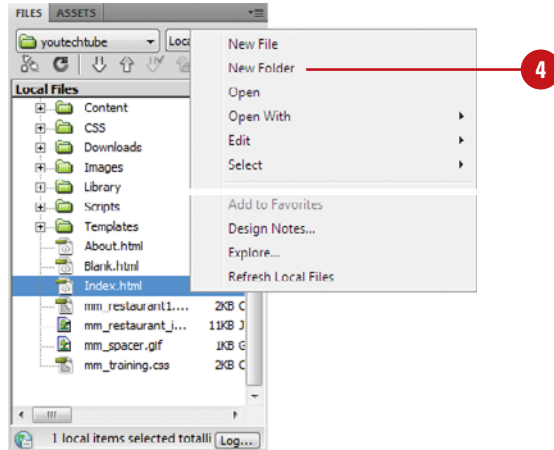 FILES ASSETS
youtechtube
New File
New Folder
4
Open
Open With
Edit
Select
Add to Favorites
Design Notes...
Explore...
Refresh Local Files
Local Files
Content
CSS
Downloads
Images
Library
Scripts
Templates
About.html
Blank.html
Index.html
mm_restaurant1.... 2KB C
mm_restaurant_i... 11KB J
mm_spacer.gif 1KB G
mm_training.css 2KB C
1 local items selected totalli Log...